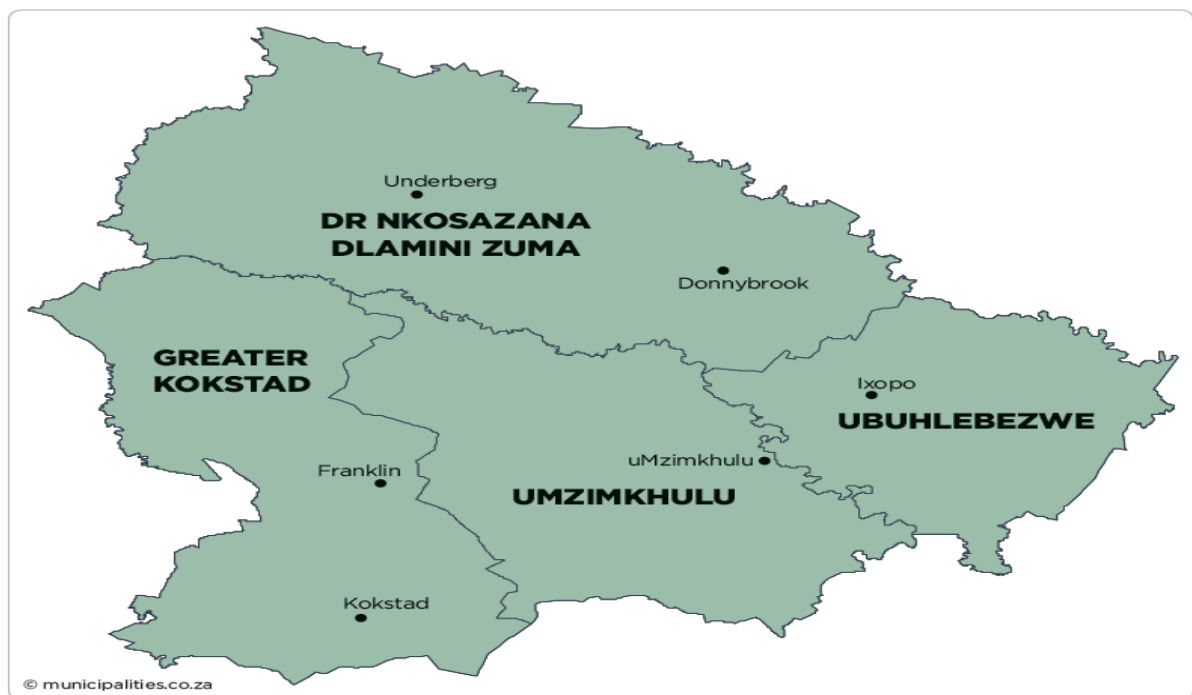 Underberg
DR NKOSAZANA
DLAMINI ZUMA
Donnybrook
GREATER
KOKSTAD
Ixopo
UBUHLEBEZWE
Franklin
uMzimkhulu
UMZIMKHULU
Kokstad
© municipalities.co.za